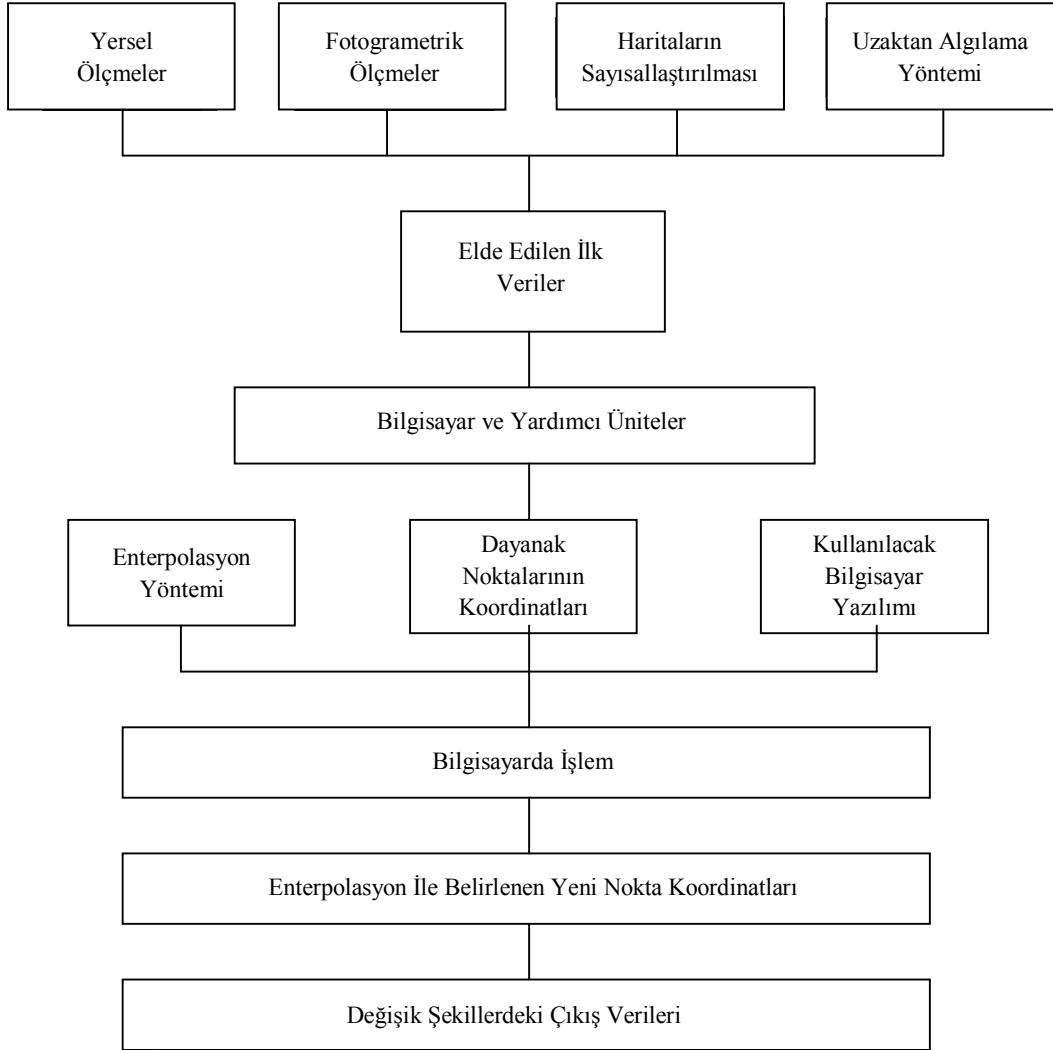 Yersel
Ölçmeler
Fotogrametrik
Ölçmeler
Haritaların
Sayısallaştırılması
Uzaktan Algılama
Yöntemi
Elde Edilen İlk
Veriler
Bilgisayar ve Yardımcı Üniteler
Enterpolasyon
Yöntemi
Dayanak
Noktalarının
Koordinatları
Kullanılacak
Bilgisayar
Yazılımı
Bilgisayarda İşlem
Enterpolasyon İle Belirlenen Yeni Nokta Koordinatları
Değişik Şekillerdeki Çıkış Verileri